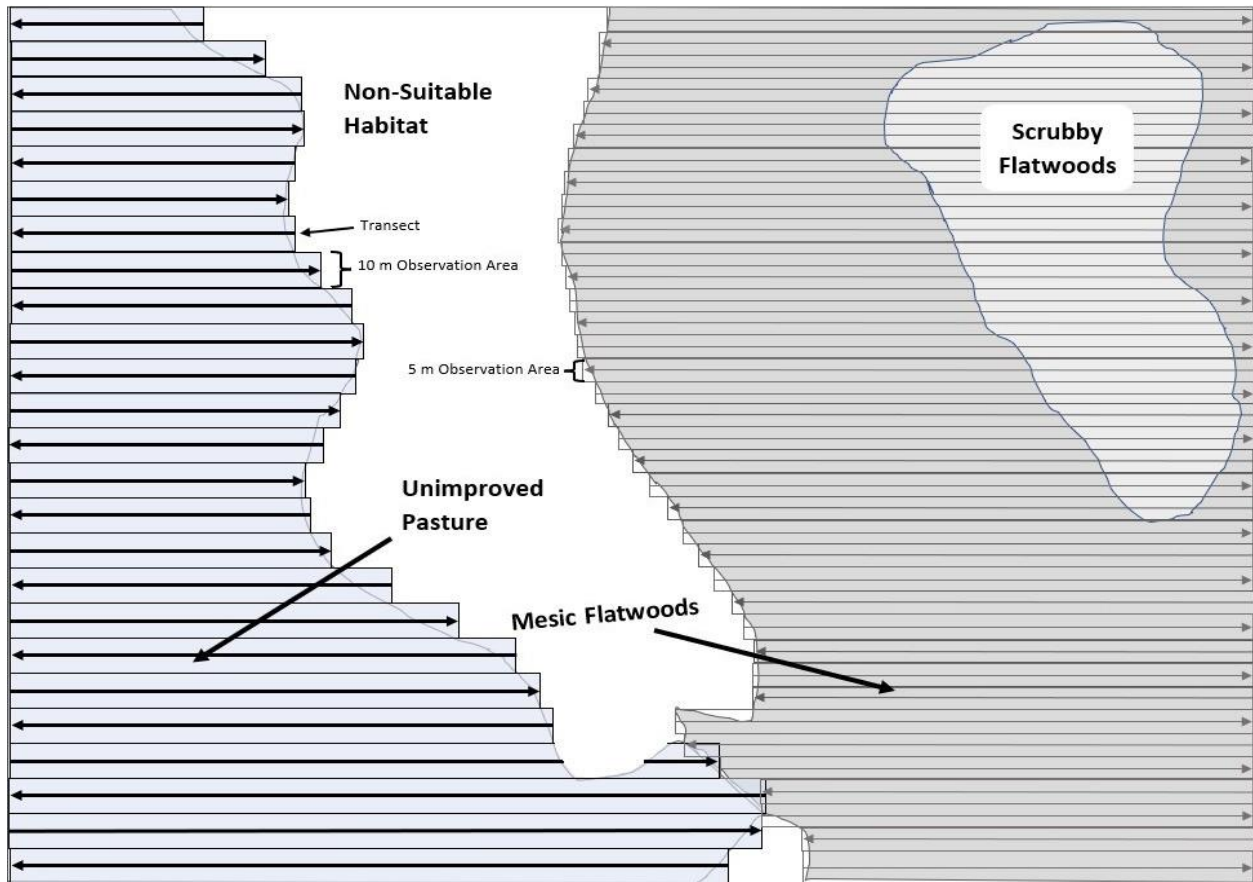 Non-Suitable
Habitat
Scrubby
Flatwoods
Transect
10 m Observation Area
5 m Observation Area
Unimproved
Pasture
Mesic Flatwoods